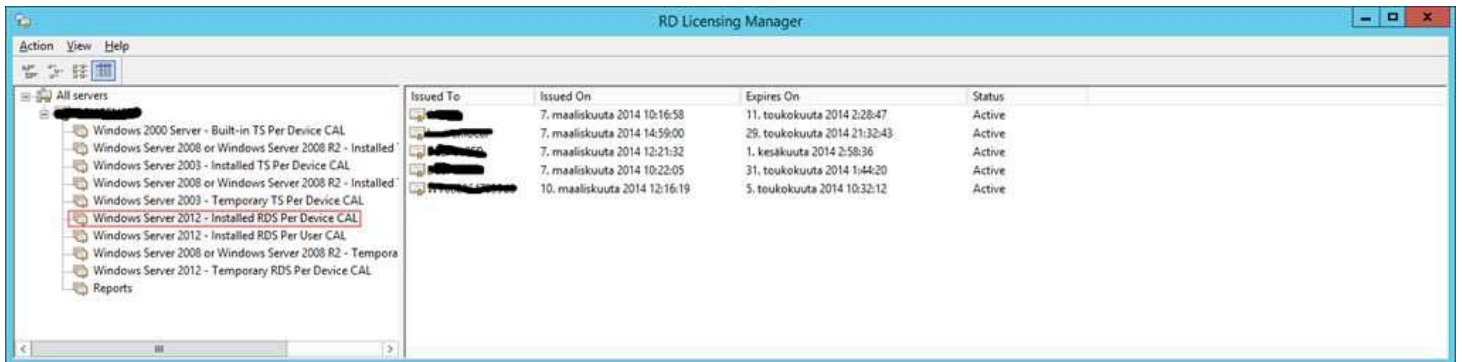 RD Licensing Manager
Action View Help
All servers
Windows 2000 Server - Built-in TS Per Device CAL
Windows Server 2008 or Windows Server 2008 R2 - Installed
Windows Server 2003 - Installed TS Per Device CAL
Windows Server 2008 or Windows Server 2008 R2 - Installed
Windows Server 2003 - Temporary TS Per Device CAL
Windows Server 2012 - Installed RDS Per Device CAL
Windows Server 2012 - Installed RDS Per User CAL
Windows Server 2008 or Windows Server 2008 R2 - Tempora
Windows Server 2012 - Temporary RDS Per Device CAL
Reports
Issued To Issued On Expires On Status
7. maaliskuuta 2014 10:16:58 11. toukokuuta 2014 2:28:47 Active
7. maaliskuuta 2014 14:59:00 29. toukokuuta 2014 21:32:43 Active
7. maaliskuuta 2014 12:21:32 1. kesäkuuta 2014 2:58:36 Active
7. maaliskuuta 2014 10:22:05 31. toukokuuta 2014 1:44:20 Active
10. maaliskuuta 2014 12:16:19 5. toukokuuta 2014 10:32:12 Active